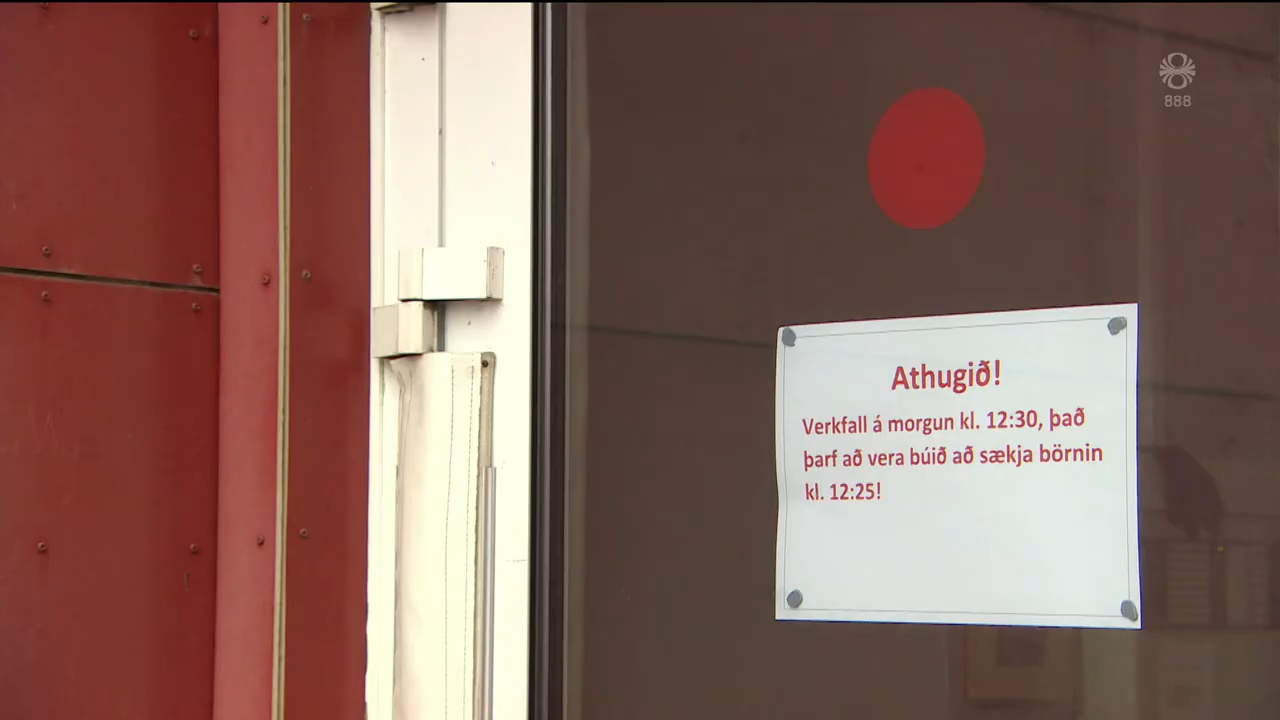 888
Athugið!
Verkfall á morgun kl. 12:30, það
þarf að vera búið að sækja börnin
kl. 12:25!